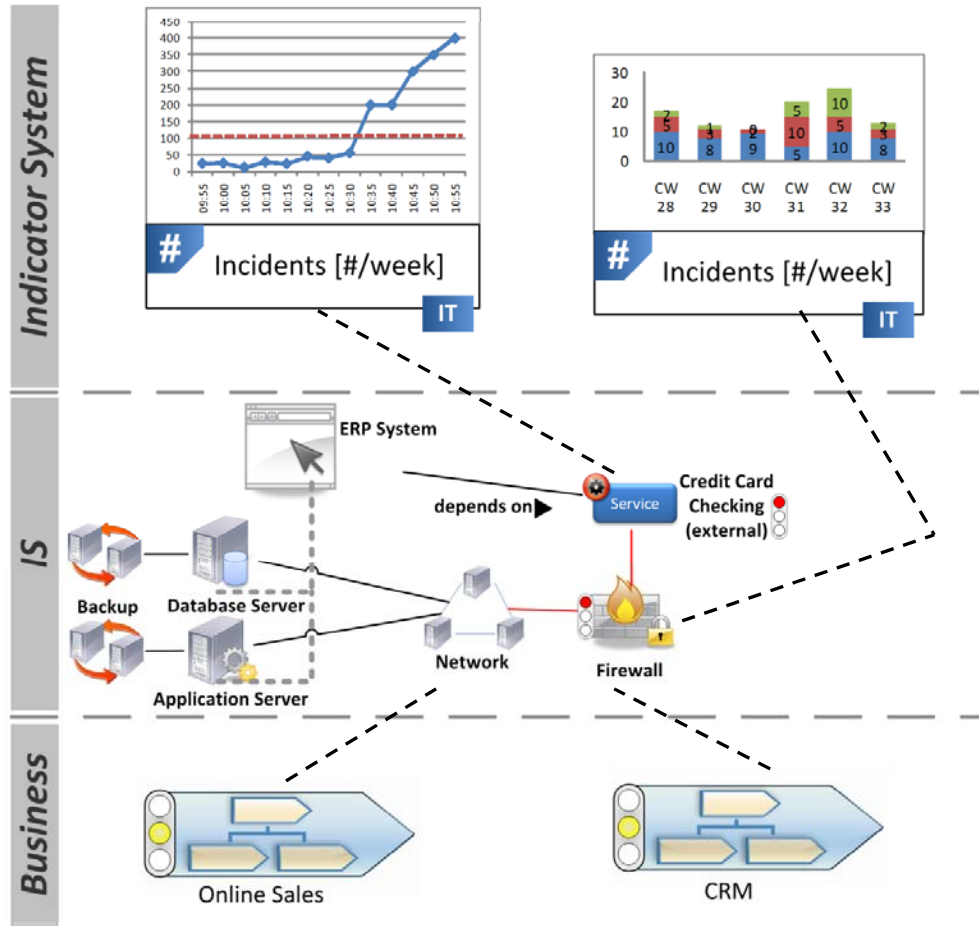 Indicator System
450
400
350
300
250
200
150
100
50
0
09:55
10:00
10:05
10:10
10:15
10:20
10:25
10:30
10:35
10:40
10:45
10:50
10:55
#
Incidents [#/week]
IT
30
20
10
0
2
5
10
1
3
8
0
2
9
5
10
5
10
5
10
2
3
8
CW
28
CW
29
CW
30
CW
31
CW
32
CW
33
#
Incidents [#/week]
IT
IS
ERP System
depends on
Service
Credit Card
Checking
(external)
Backup
Database Server
Application Server
Network
Firewall
Business
Online Sales
CRM